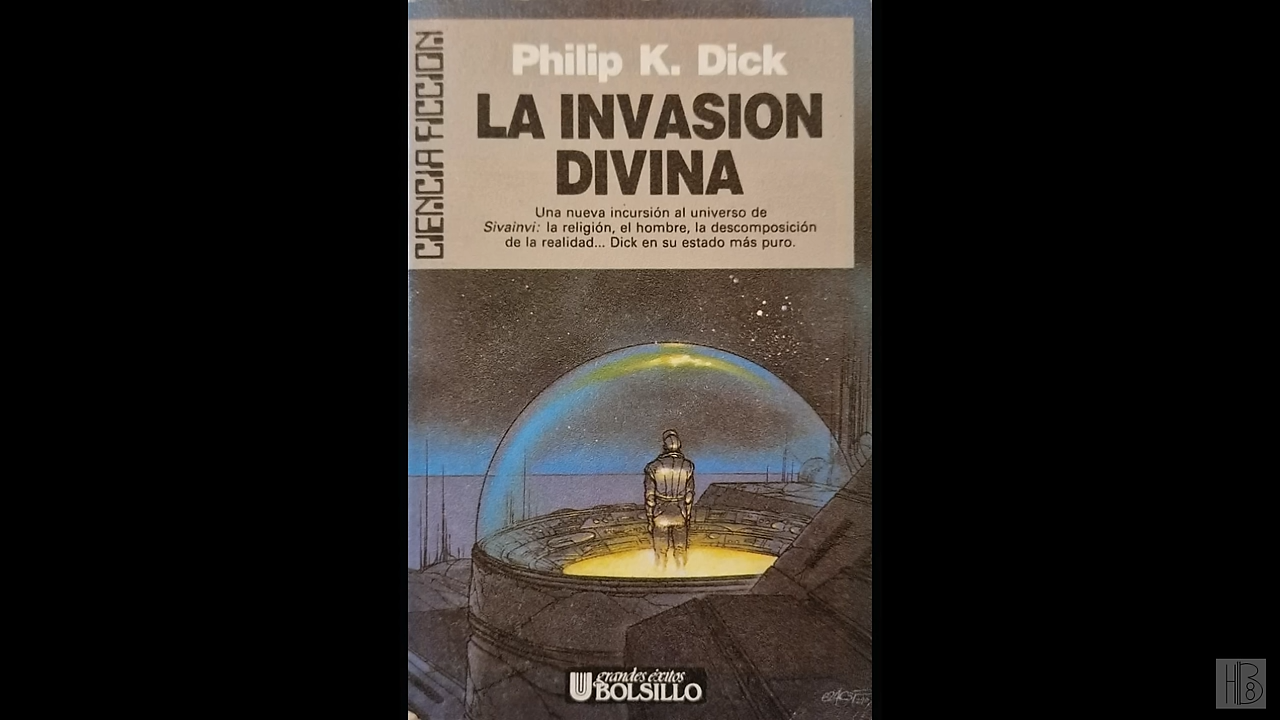 CIENCIA FICCION
Philip K. Dick
LA INVASION
DIVINA
Una nueva incursión al universo de
Sivainvi: la religión, el hombre, la descomposición
de la realidad... Dick en su estado más puro.
grandes éxitos
BOLSILLO
HB8